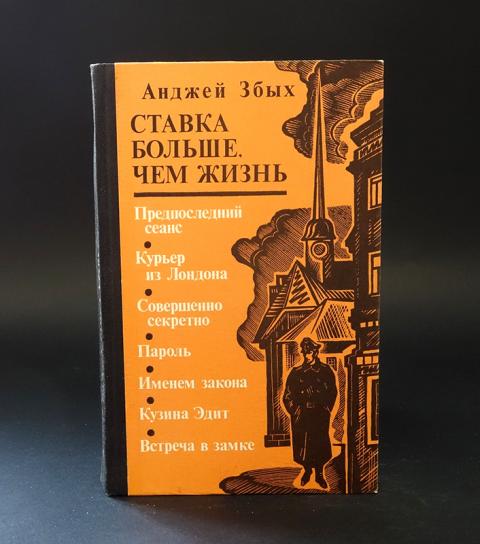 Анджей Збых
СТАВКА
БОЛЬШЕ,
ЧЕМ ЖИЗНЬ
Предпоследний
сеанс
Курьер
из Лондона
Совершенно
секретно
Пароль
Именем закона
Кузина Эдит
Встреча в замке